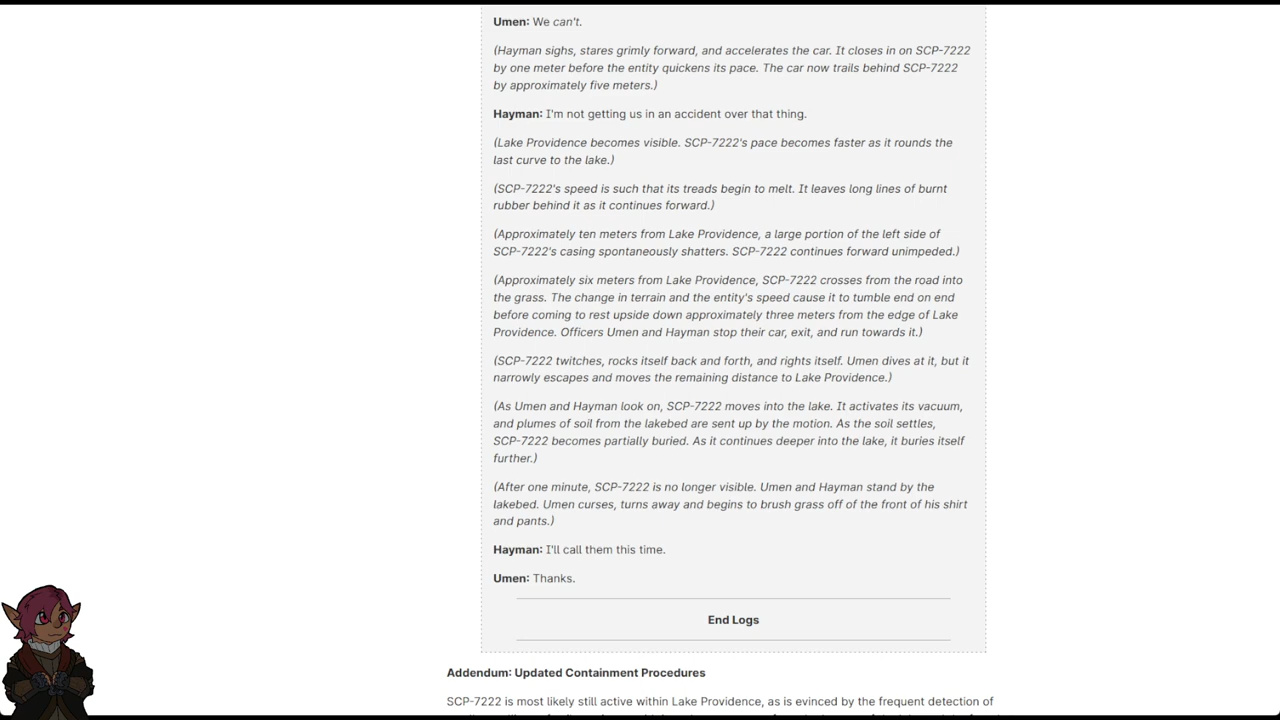 Umen: We can't.
(Hayman sighs, stares grimly forward, and accelerates the car. It closes in on SCP-7222
by one meter before the entity quickens its pace. The car now trails behind SCP-7222
by approximately five meters.)
Hayman: I'm not getting us in an accident over that thing.
(Lake Providence becomes visible. SCP-7222's pace becomes faster as it rounds the
last curve to the lake.)
(SCP-7222's speed is such that its treads begin to melt. It leaves long lines of burnt
rubber behind it as it continues forward.)
(Approximately ten meters from Lake Providence, a large portion of the left side of
SCP-7222's casing spontaneously shatters. SCP-7222 continues forward unimpeded.)
(Approximately six meters from Lake Providence, SCP-7222 crosses from the road into
the grass. The change in terrain and the entity's speed cause it to tumble end on end
before coming to rest upside down approximately three meters from the edge of Lake
Providence. Officers Umen and Hayman stop their car, exit, and run towards it.)
(SCP-7222 twitches, rocks itself back and forth, and rights itself. Umen dives at it, but it
narrowly escapes and moves the remaining distance to Lake Providence.)
(As Umen and Hayman look on, SCP-7222 moves into the lake. It activates its vacuum,
and plumes of soil from the lakebed are sent up by the motion. As the soil settles,
SCP-7222 becomes partially buried. As it continues deeper into the lake, it buries itself
further.)
(After one minute, SCP-7222 is no longer visible. Umen and Hayman stand by the
lakebed. Umen curses, turns away and begins to brush grass off of the front of his shirt
and pants.)
Hayman: I'll call them this time.
Umen: Thanks.
End Logs
Addendum: Updated Containment Procedures
SCP-7222 is most likely still active within Lake Providence, as is evinced by the frequent detection of